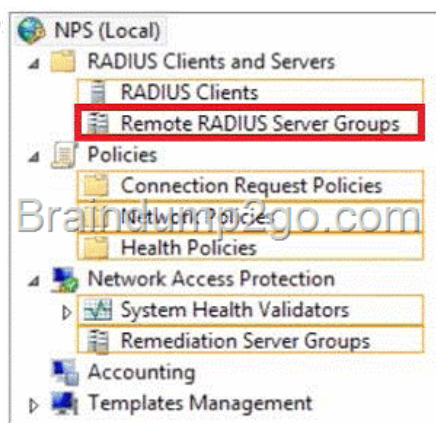 NPS (Local)
RADIUS Clients and Servers
RADIUS Clients
Remote RADIUS Server Groups
Policies
Connection Request Policies
Braindump2go.com
Network Policies
Health Policies
Network Access Protection
System Health Validators
Remediation Server Groups
Accounting
Templates Management